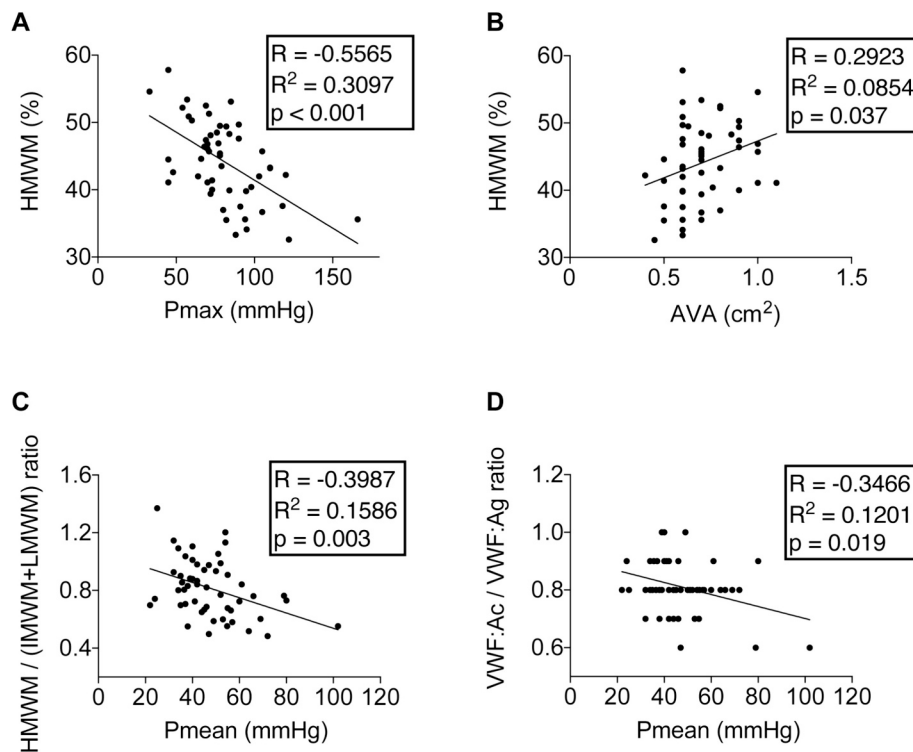 A
HMWM (%)
60
50
40
30
0
50
100
150
Pmax (mmHg)
R = -0.5565
R² = 0.3097
p < 0.001
B
HMWM (%)
60
50
40
30
0.0
0.5
1.0
1.5
AVA (cm²)
R = 0.2923
R² = 0.0854
p = 0.037
C
HMWM / (IMWM+LMWM) ratio
1.6
1.2
0.8
0.4
0
20
40
60
80
100
120
Pmean (mmHg)
R = -0.3987
R² = 0.1586
p = 0.003
D
VWF:Ac / VWF:Ag ratio
1.2
1.0
0.8
0.6
0
20
40
60
80
100
120
Pmean (mmHg)
R = -0.3466
R² = 0.1201
p = 0.019